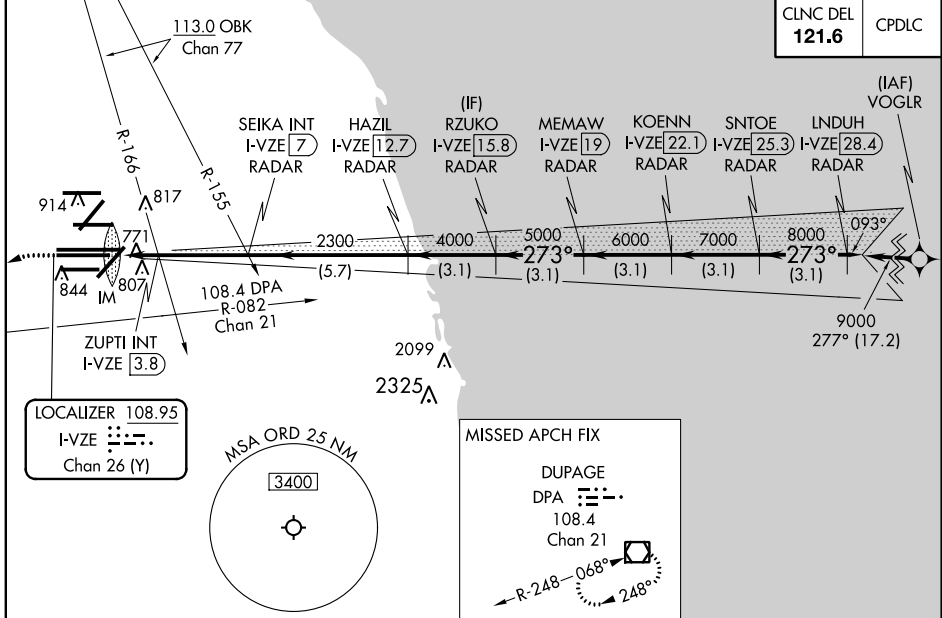 113.0 OBK
Chan 77
CLNC DEL
121.6
CPDLC
(IAF)
VOGLR
SEIKA INT
I-VZE 7
RADAR
HAZIL
I-VZE 12.7
RADAR
(IF)
RZUKO
I-VZE 15.8
RADAR
MEMAW
I-VZE 19
RADAR
KOENN
I-VZE 22.1
RADAR
SNTOE
I-VZE 25.3
RADAR
LNDUH
I-VZE 28.4
RADAR
R-166
R-155
914
817
771
844
IM
807
2300
4000
5000
6000
7000
8000
093°
273°
273°
(5.7)
(3.1)
(3.1)
(3.1)
(3.1)
(3.1)
9000
277° (17.2)
108.4 DPA
R-082
Chan 21
ZUPTI INT
I-VZE 3.8
2099
2325
LOCALIZER 108.95
I-VZE
Chan 26 (Y)
MSA ORD 25 NM
3400
MISSED APCH FIX
DUPAGE
DPA
108.4
Chan 21
R-248
068°
248°